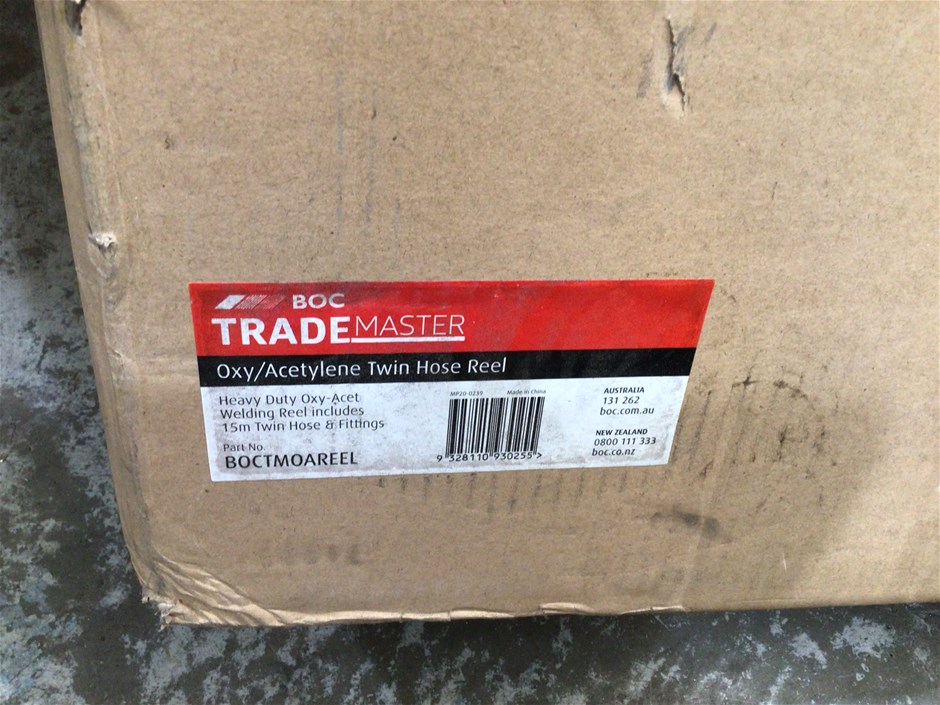 BOC
TRADEMASTER
Oxy/Acetylene Twin Hose Reel
Heavy Duty Oxy-Acet
Welding Reel includes
15m Twin Hose & Fittings
Part No.
BOCTMOAREEL
MP20-0239 Made in China
9 328110 930255 >
AUSTRALIA
131 262
boc.com.au
NEW ZEALAND
0800 111 333
boc.co.nz